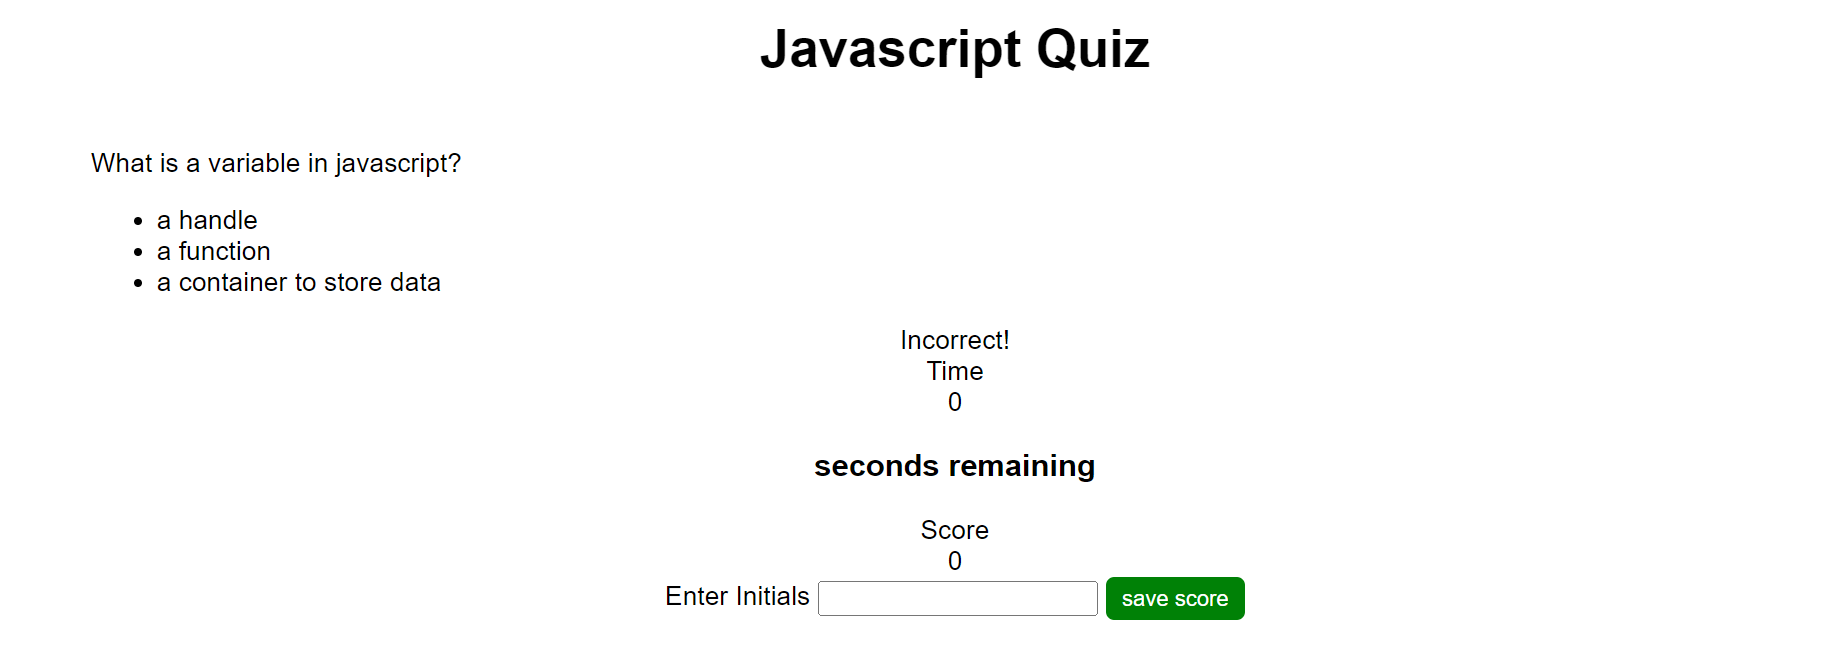 Javascript Quiz
What is a variable in javascript?
• a handle
• a function
• a container to store data
Incorrect!
Time
0
seconds remaining
Score
0
Enter Initials save score